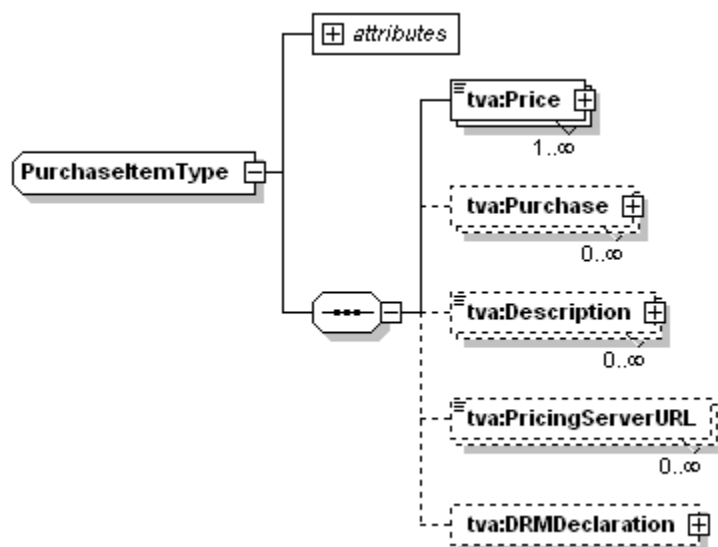 attributes
tva:Price
1..∞
PurchaseItemType
tva:Purchase
0..∞
tva:Description
0..∞
tva:PricingServerURL
0..∞
tva:DRMDeclaration